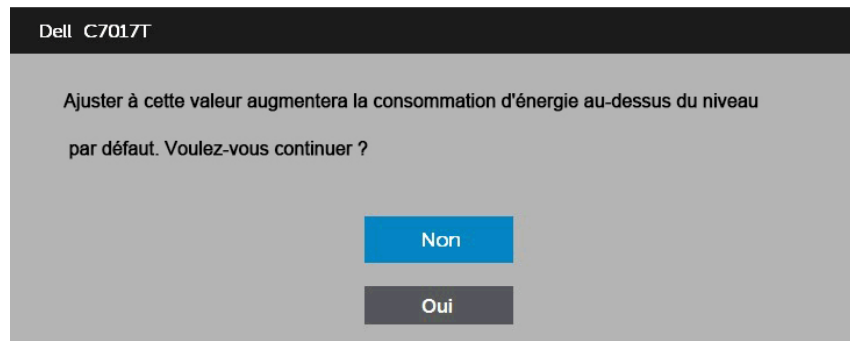 Dell C7017T
Ajuster à cette valeur augmentera la consommation d'énergie au-dessus du niveau
par défaut. Voulez-vous continuer ?
Non
Oui